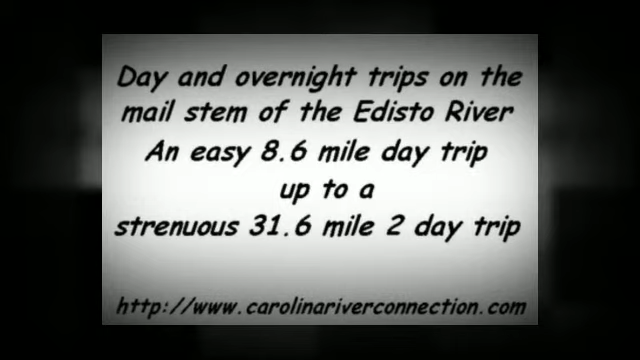 Day and overnight trips on the
mail stem of the Edisto River
An easy 8.6 mile day trip
up to a
strenuous 31.6 mile 2 day trip
http://www.carolinariverconnection.com